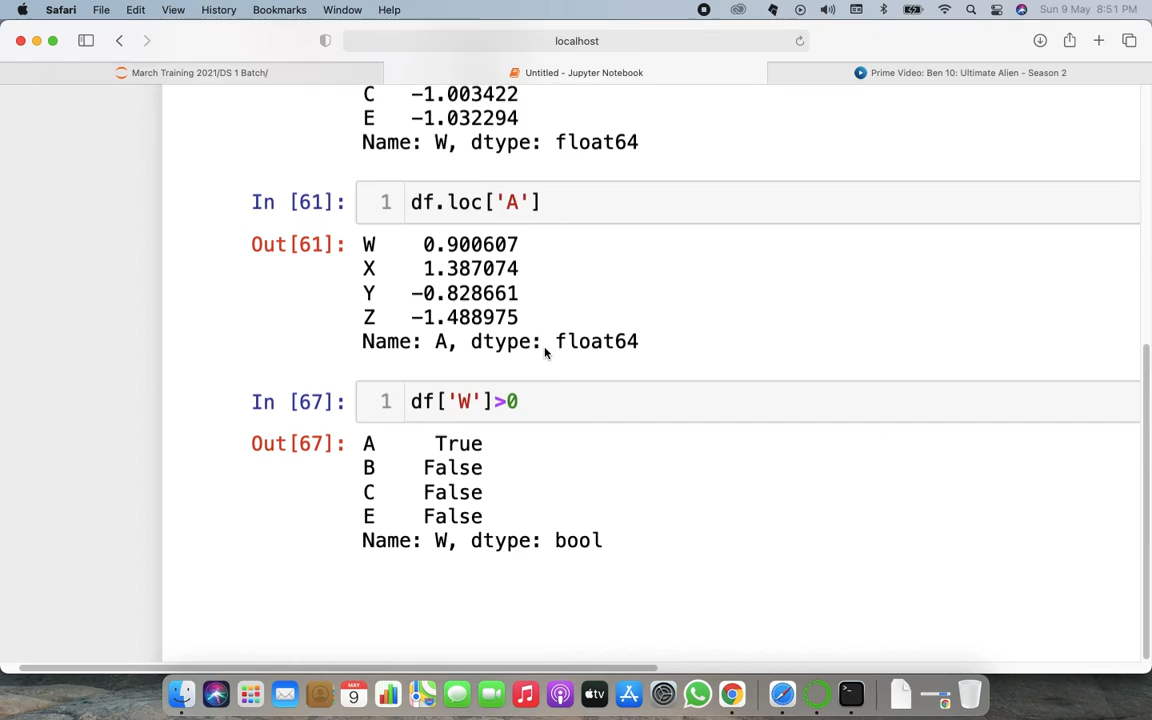 Safari File Edit View History Bookmarks Window Help Sun 9 May 8:51 PM
localhost
March Training 2021/DS 1 Batch/ Untitled - Jupyter Notebook Prime Video: Ben 10: Ultimate Alien - Season 2
C -1.003422
E -1.032294
Name: W, dtype: float64
In [61]: 1 df.loc['A']
Out[61]: W 0.900607
X 1.387074
Y -0.828661
Z -1.488975
Name: A, dtype: float64
In [67]: 1 df['W']>0
Out[67]: A True
B False
C False
E False
Name: W, dtype: bool
MAY
9
tv